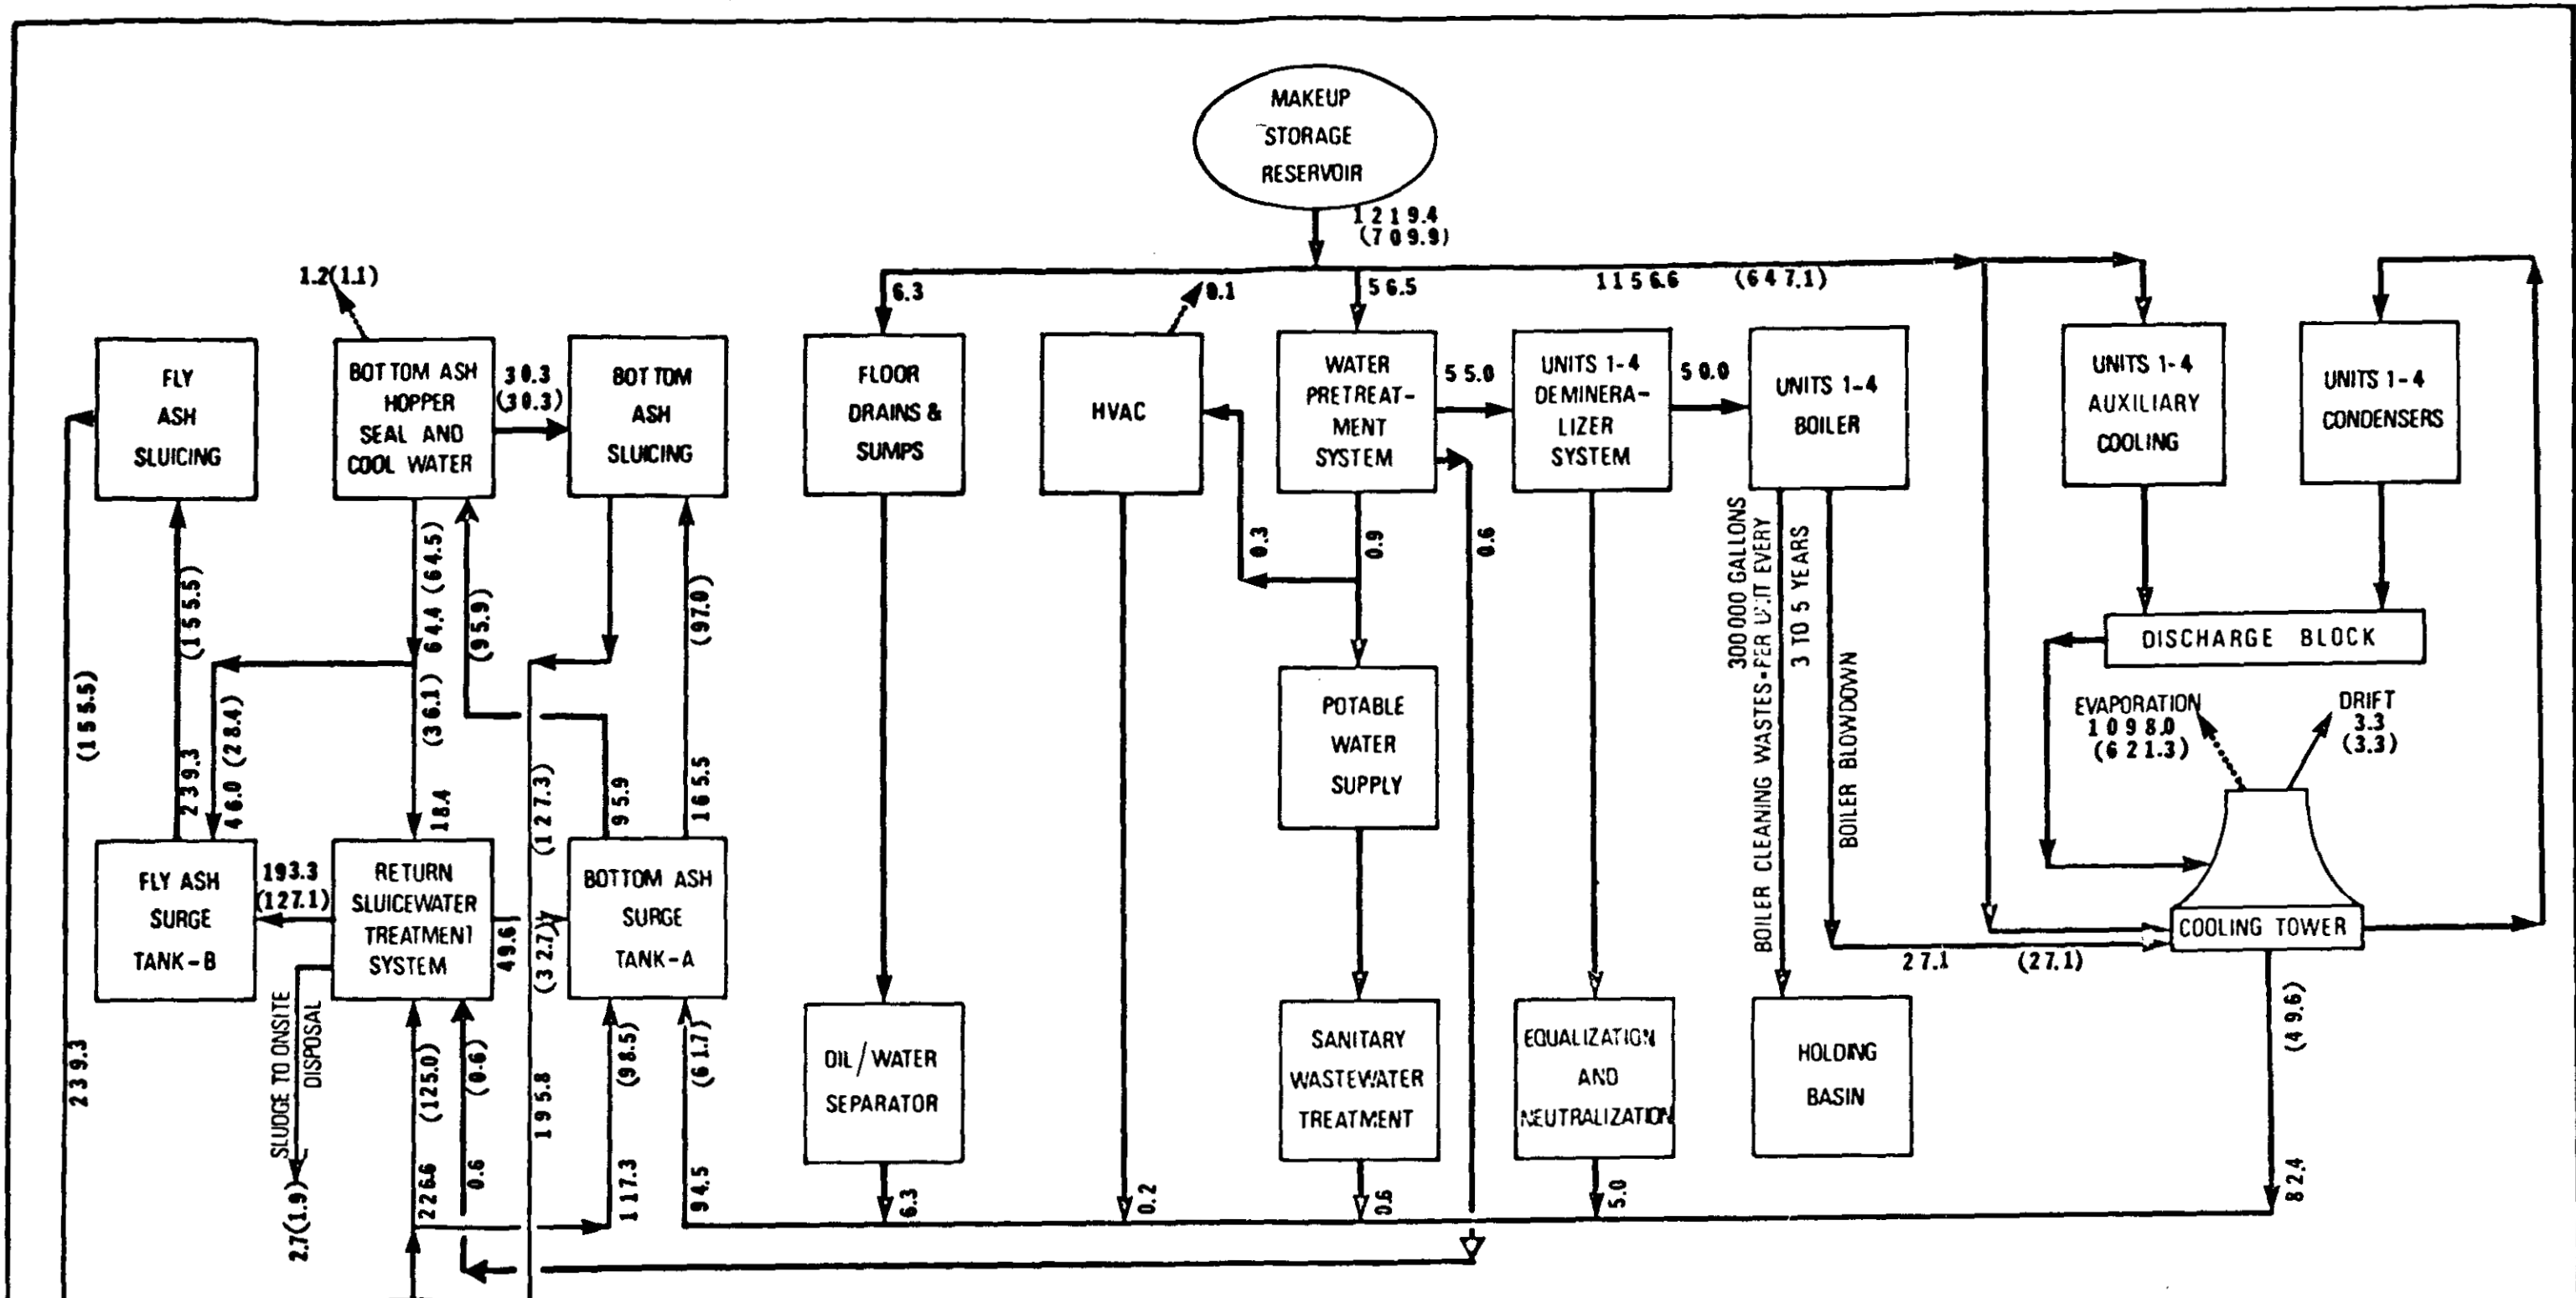 MAKEUP
STORAGE
RESERVOIR
1219.4
(709.9)
1.2(1.1)
6.3
0.1
56.5
1156.6 (647.1)
FLY
ASH
SLUICING
BOTTOM ASH
HOPPER
SEAL AND
COOL WATER
30.3
(30.3)
BOTTOM
ASH
SLUICING
FLOOR
DRAINS &
SUMPS
HVAC
WATER
PRETREAT-
MENT
SYSTEM
55.0
UNITS 1-4
DEMINERA-
LIZER
SYSTEM
50.0
UNITS 1-4
BOILER
UNITS 1-4
AUXILIARY
COOLING
UNITS 1-4
CONDENSERS
239.3 (155.5)
239.3 (155.5)
64.4 (64.5)
46.0 (28.4)
18.4 (36.1)
95.9 (95.9)
165.5 (97.0)
195.8 (127.3)
0.3
0.9
0.6
BOILER CLEANING WASTES-PER UNIT EVERY 300000 GALLONS
3 TO 5 YEARS
BOILER BLOWDOWN
DISCHARGE BLOCK
EVAPORATION
1098.0
(621.3)
DRIFT
3.3
(3.3)
POTABLE
WATER
SUPPLY
FLY ASH
SURGE
TANK-B
193.3
(127.1)
RETURN
SLUICEWATER
TREATMENT
SYSTEM
49.6 (32.7)
BOTTOM ASH
SURGE
TANK-A
COOLING TOWER
27.1 (27.1)
SLUDGE TO ONSITE
DISPOSAL
2.7(1.9)
226.6 (125.0)
0.6 (0.6)
117.3 (98.5)
94.5 (61.7)
OIL/WATER
SEPARATOR
SANITARY
WASTEWATER
TREATMENT
EQUALIZATION
AND
NEUTRALIZATION
HOLDING
BASIN
82.4 (49.6)
6.3
0.2
0.6
5.0